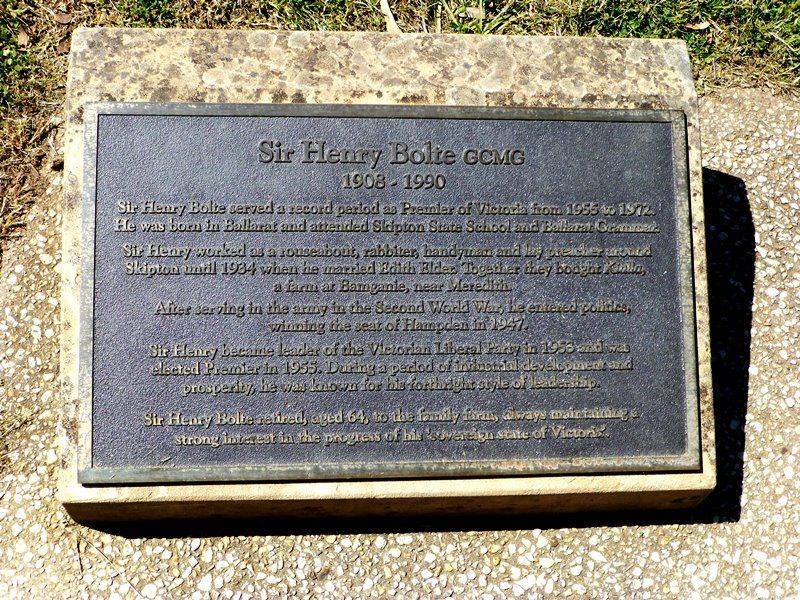 Sir Henry Bolte GCMG
1908 - 1990
Sir Henry Bolte served a record period as Premier of Victoria from 1955 to 1972.
He was born in Ballarat and attended Skipton State School and Ballarat Grammar.
Sir Henry worked as a rouseabout, rabbiter, handyman and lay preacher around
Skipton until 1934 when he married Edith Elder. Together they bought Kialla,
a farm at Bamganie, near Meredith.
After serving in the army in the Second World War, he entered politics,
winning the seat of Hampden in 1947.
Sir Henry became leader of the Victorian Liberal Party in 1953 and was
elected Premier in 1955. During a period of industrial development and
prosperity, he was known for his forthright style of leadership.
Sir Henry Bolte retired, aged 64, to the family farm, always maintaining a
strong interest in the progress of his 'sovereign state of Victoria'.